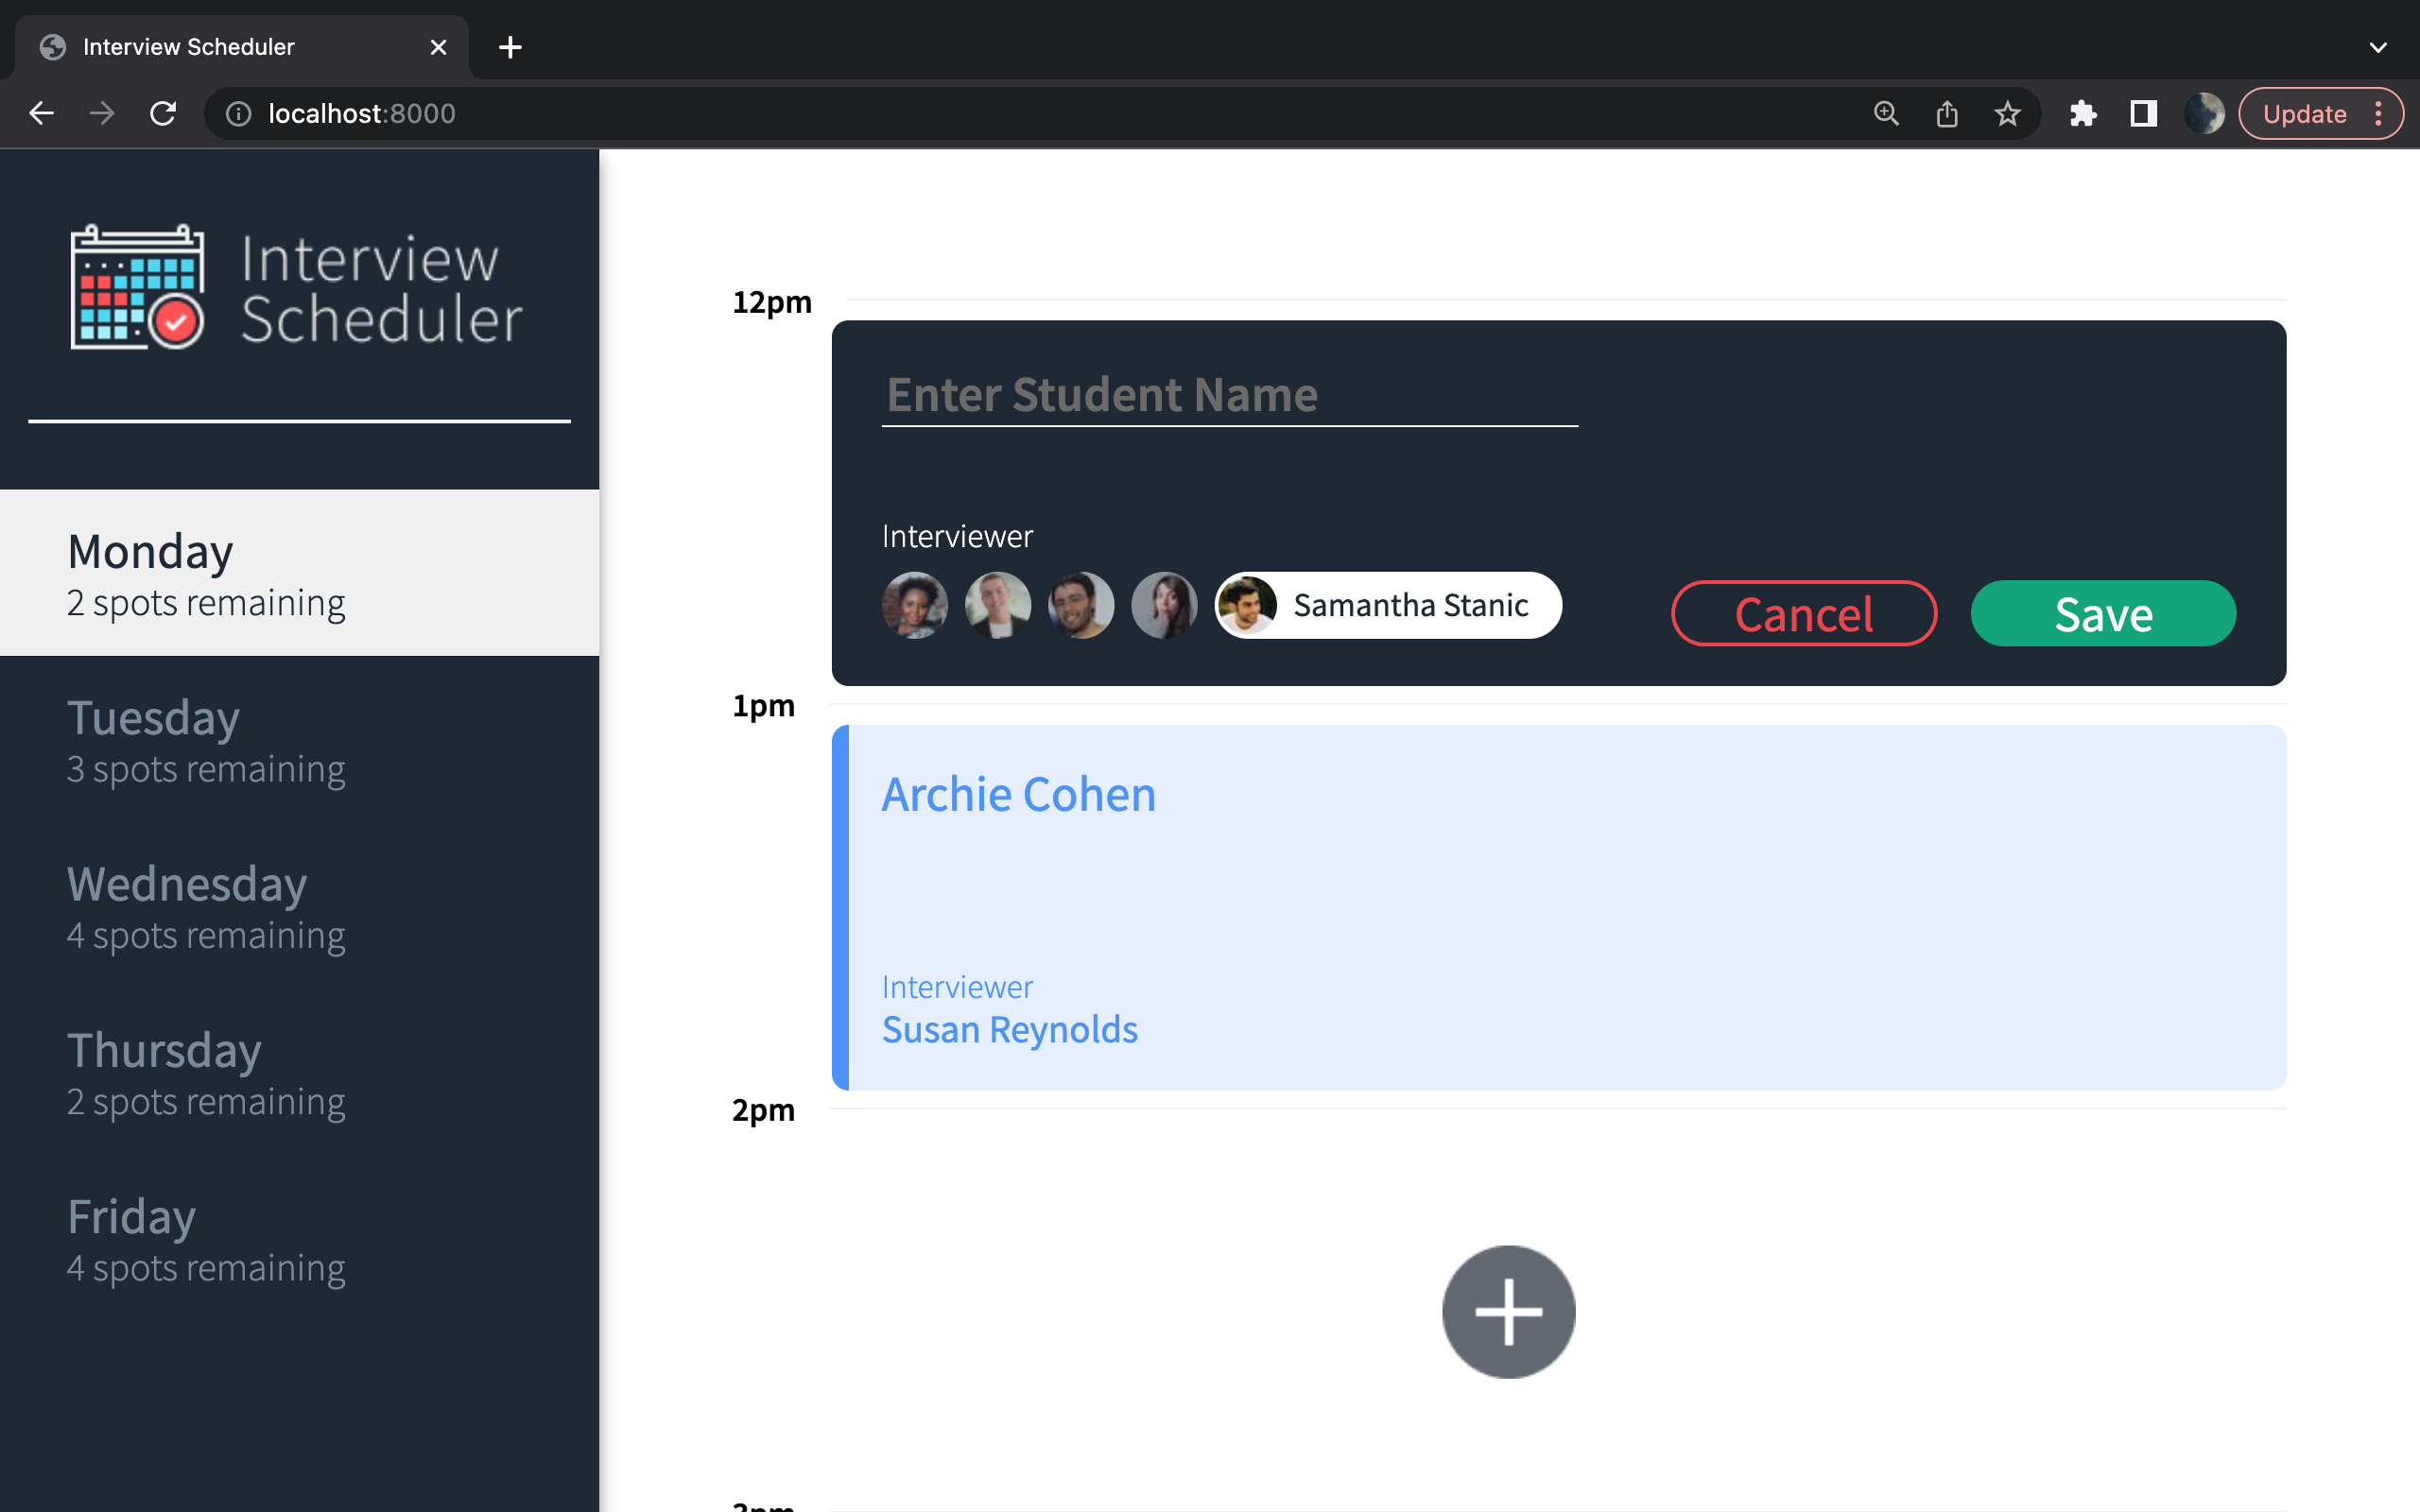 Interview Scheduler
localhost:8000
Update
Interview
Scheduler
Monday
2 spots remaining
Tuesday
3 spots remaining
Wednesday
4 spots remaining
Thursday
2 spots remaining
Friday
4 spots remaining
12pm
Enter Student Name
Interviewer
Samantha Stanic
Cancel
Save
1pm
Archie Cohen
Interviewer
Susan Reynolds
2pm